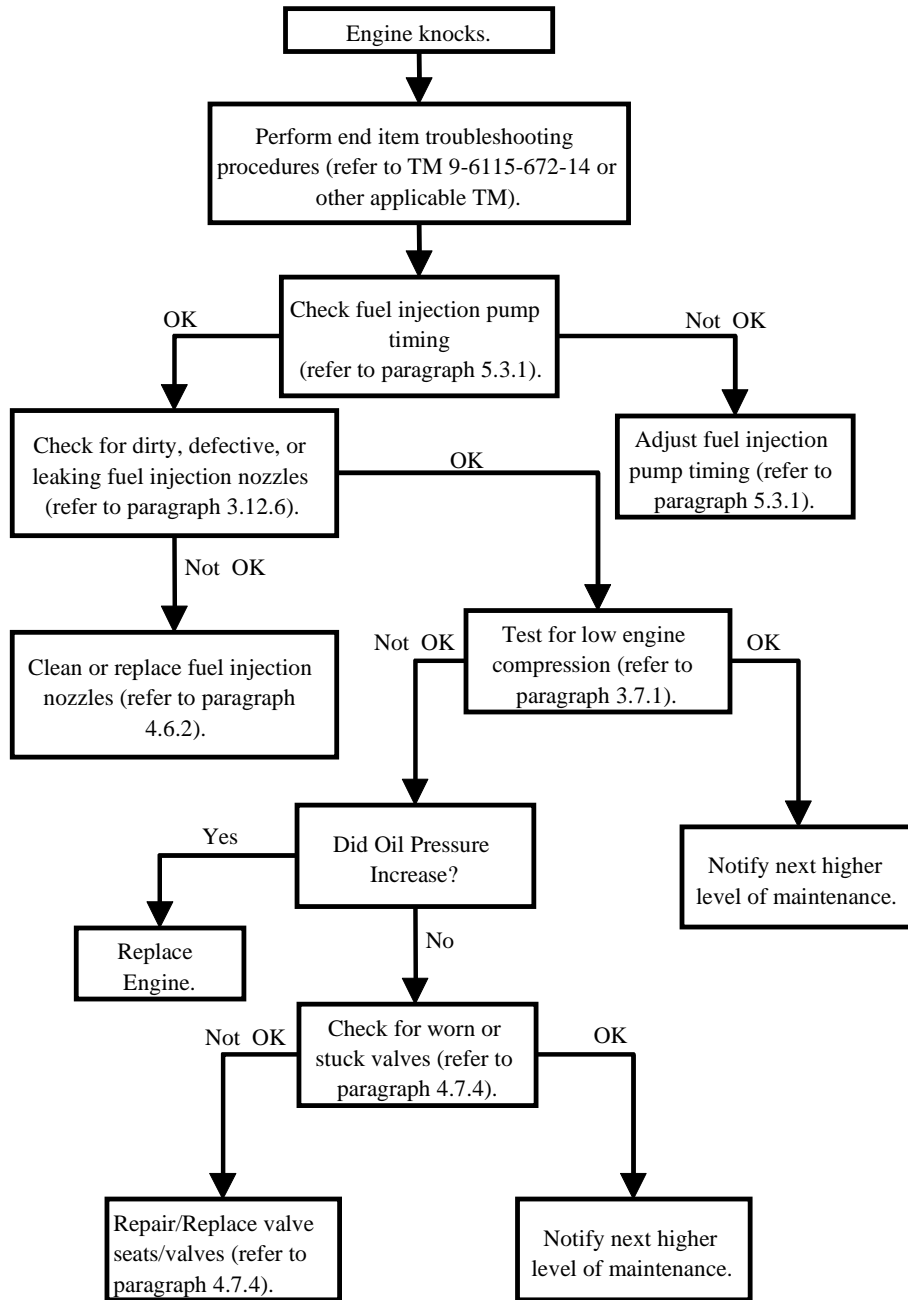 Engine knocks.
Perform end item troubleshooting
procedures (refer to TM 9-6115-672-14 or
other applicable TM).
OK
Check fuel injection pump
timing
(refer to paragraph 5.3.1).
Not OK
Check for dirty, defective, or
leaking fuel injection nozzles
(refer to paragraph 3.12.6).
OK
Adjust fuel injection
pump timing (refer to
paragraph 5.3.1).
Not OK
Clean or replace fuel injection
nozzles (refer to paragraph
4.6.2).
Not OK
Test for low engine
compression (refer to
paragraph 3.7.1).
OK
Yes
Did Oil Pressure
Increase?
Notify next higher
level of maintenance.
Replace
Engine.
No
Not OK
Check for worn or
stuck valves (refer to
paragraph 4.7.4).
OK
Repair/Replace valve
seats/valves (refer to
paragraph 4.7.4).
Notify next higher
level of maintenance.